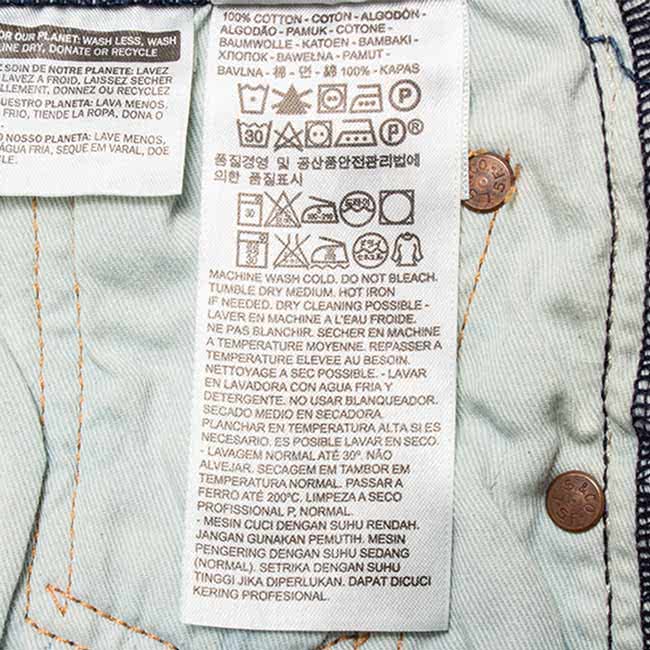 FOR OUR PLANET: WASH LESS, WASH
LINE DRY, DONATE OR RECYCLE
SOIN DE NOTRE PLANETE: LAVEZ
LAVEZ A FROID, LAISSEZ SÉCHER
DONNEZ OU RECYCLEZ
PLANETA: LAVA MENOS,
FRIO, TIENDE LA ROPA, DONA O
NOSSO PLANETA: LAVE MENOS,
ÁGUA FRIA, SEQUE EM VARAL, DOE
100% COTTON - COTON - ALGODÓN -
ALGODÃO - PAMUK - COTONE -
BAUMWOLLE - KATOEN - BAMBAKI -
ХЛОПОК - BAWEŁNA - PAMUT -
BAVLNA - 棉 - 면 - 綿 100% - KAPAS
P
30 P®
품질경영 및 공산품안전관리법에
의한 품질표시
30
30
MACHINE WASH COLD. DO NOT BLEACH.
TUMBLE DRY MEDIUM. HOT IRON
IF NEEDED. DRY CLEANING POSSIBLE -
LAVER EN MACHINE A L'EAU FROIDE.
NE PAS BLANCHIR. SECHER EN MACHINE
A TEMPERATURE MOYENNE. REPASSER A
TEMPERATURE ELEVEE AU BESOIN.
NETTOYAGE A SEC POSSIBLE. - LAVAR
EN LAVADORA CON AGUA FRIA Y
DETERGENTE. NO USAR BLANQUEADOR.
SECADO MEDIO EN SECADORA.
PLANCHAR EN TEMPERATURA ALTA SI ES
NECESARIO. ES POSIBLE LAVAR EN SECO.
- LAVAGEM NORMAL ATÉ 30º. NÃO
ALVEJAR. SECAGEM EM TAMBOR EM
TEMPERATURA NORMAL. PASSAR A
FERRO ATÉ 200°C. LIMPEZA A SECO
PROFISSIONAL P, NORMAL.
- MESIN CUCI DENGAN SUHU RENDAH.
JANGAN GUNAKAN PEMUTIH. MESIN
PENGERING DENGAN SUHU SEDANG
(NORMAL). SETRIKA DENGAN SUHU
TINGGI JIKA DIPERLUKAN. DAPAT DICUCI
KERING PROFESIONAL.
L.S.&CO.
SF